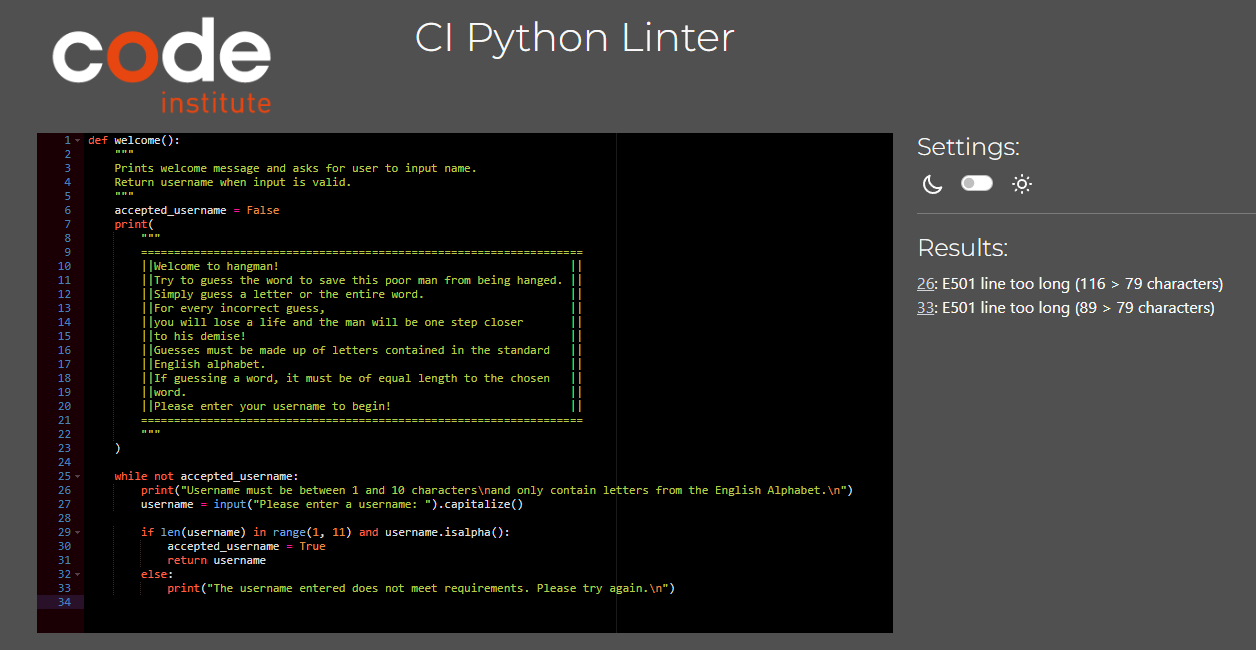 code
institute
CI Python Linter
1 def welcome():
2     """
3     Prints welcome message and asks for user to input name.
4     Return username when input is valid.
5     """
6     accepted_username = False
7     print(
8         """
9         ===================================================================
10         ||Welcome to hangman!                                            ||
11         ||Try to guess the word to save this poor man from being hanged. ||
12         ||Simply guess a letter or the entire word.                      ||
13         ||For every incorrect guess,                                     ||
14         ||you will lose a life and the man will be one step closer       ||
15         ||to his demise!                                                 ||
16         ||Guesses must be made up of letters contained in the standard   ||
17         ||English alphabet.                                              ||
18         ||If guessing a word, it must be of equal length to the chosen   ||
19         ||word.                                                          ||
20         ||Please enter your username to begin!                           ||
21         ===================================================================
22         """
23     )
24
25     while not accepted_username:
26         print("Username must be between 1 and 10 characters\nand only contain letters from the English Alphabet.\n")
27         username = input("Please enter a username: ").capitalize()
28
29         if len(username) in range(1, 11) and username.isalpha():
30             accepted_username = True
31             return username
32         else:
33             print("The username entered does not meet requirements. Please try again.\n")
34
Settings:
Results:
26: E501 line too long (116 > 79 characters)
33: E501 line too long (89 > 79 characters)